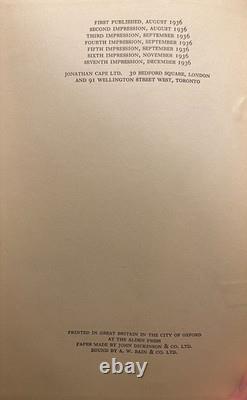 FIRST PUBLISHED, AUGUST 1936
SECOND IMPRESSION, AUGUST 1936
THIRD IMPRESSION, SEPTEMBER 1936
FOURTH IMPRESSION, SEPTEMBER 1936
FIFTH IMPRESSION, SEPTEMBER 1936
SIXTH IMPRESSION, NOVEMBER 1936
SEVENTH IMPRESSION, DECEMBER 1936
JONATHAN CAPE LTD. 30 BEDFORD SQUARE, LONDON
AND 91 WELLINGTON STREET WEST, TORONTO
PRINTED IN GREAT BRITAIN IN THE CITY OF OXFORD
AT THE ALDEN PRESS
PAPER MADE BY JOHN DICKINSON & CO. LTD.
BOUND BY A. W. BAIN & CO. LTD.
© ebay.com